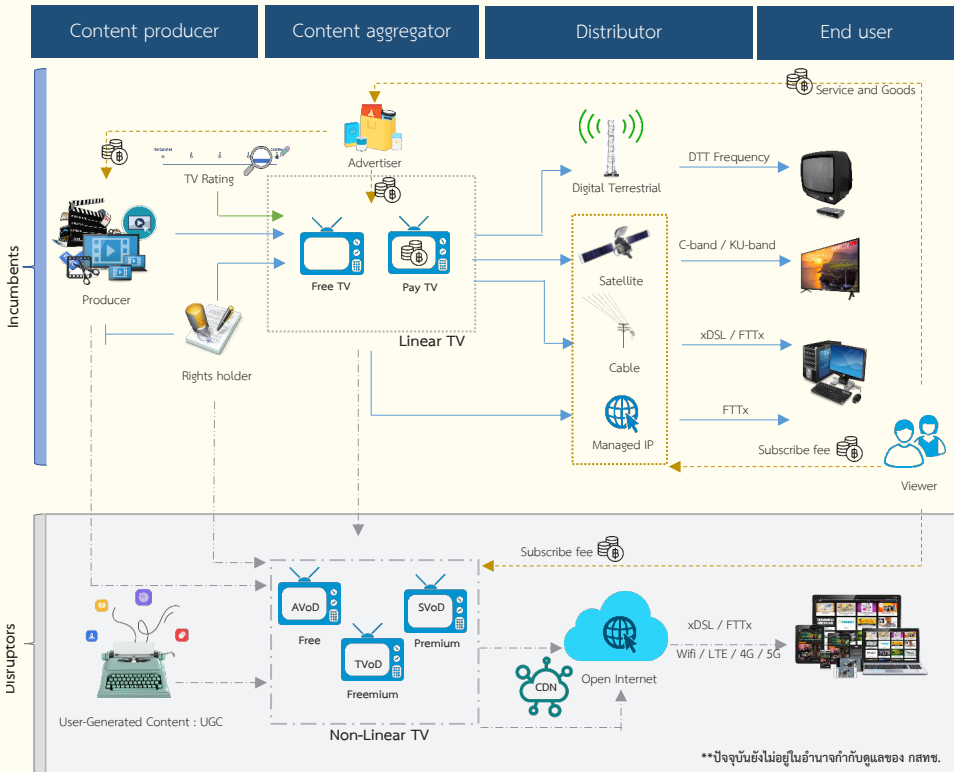 Content producer
Content aggregator
Distributor
End user
Incumbents
Service and Goods
Advertiser
TV Rating
Digital Terrestrial
DTT Frequency
Producer
Free TV
Pay TV
Satellite
C-band / KU-band
Linear TV
Rights holder
Cable
xDSL / FTTx
Managed IP
FTTx
Subscribe fee
Viewer
Disruptors
Subscribe fee
AVoD
Free
SVoD
Premium
TVoD
Freemium
CDN
Open Internet
xDSL / FTTx
Wifi / LTE / 4G / 5G
User-Generated Content : UGC
Non-Linear TV
**ปัจจุบันยังไม่อยู่ในอำนาจกำกับดูแลของ กสทช.